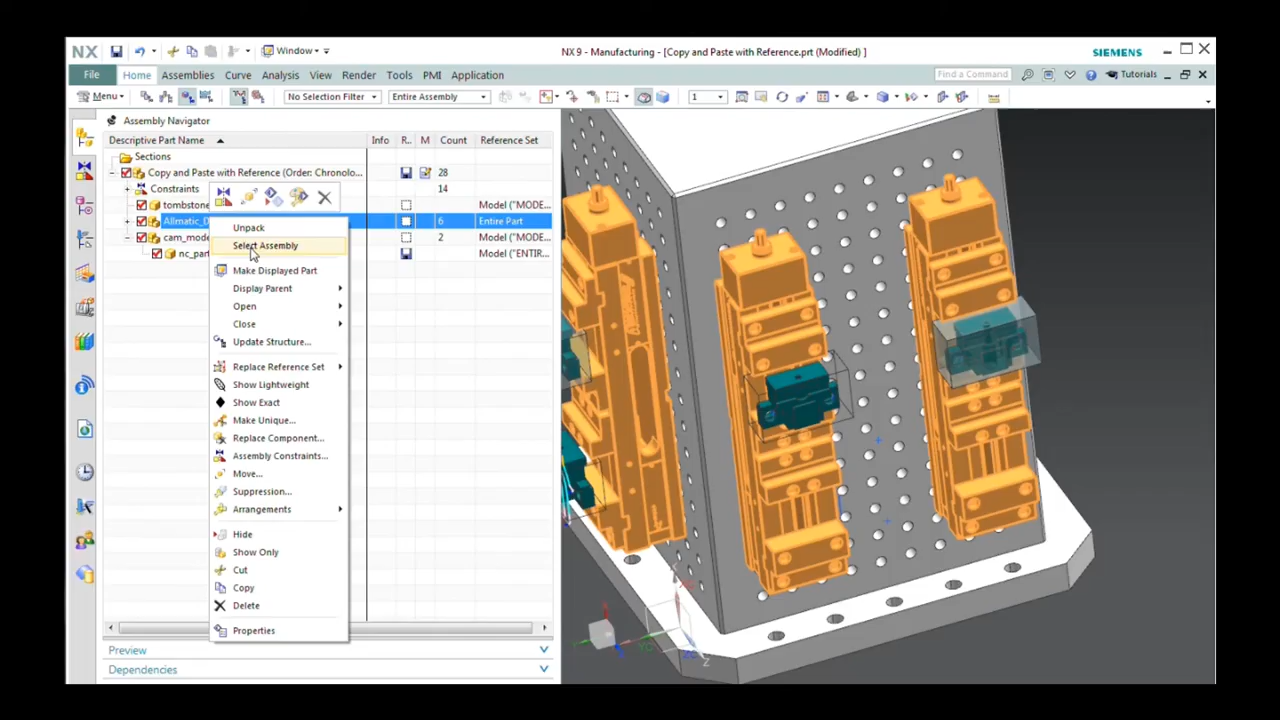 NX
Window
NX 9 - Manufacturing - [Copy and Paste with Reference.prt (Modified) ]
SIEMENS
File
Home
Assemblies
Curve
Analysis
View
Render
Tools
PMI
Application
Find a Command
Tutorials
Menu
No Selection Filter
Entire Assembly
1
Assembly Navigator
Descriptive Part Name
Info
R..
M
Count
Reference Set
Sections
Copy and Paste with Reference (Order: Chronolo...
28
Constraints
14
tombstone
Model ("MODE...
Allmatic_D
6
Entire Part
cam_mode
2
Model ("MODE...
nc_part
Model ("ENTIR...
Unpack
Select Assembly
Make Displayed Part
Display Parent
Open
Close
Update Structure...
Replace Reference Set
Show Lightweight
Show Exact
Make Unique...
Replace Component...
Assembly Constraints...
Move...
Suppression...
Arrangements
Hide
Show Only
Cut
Copy
Delete
Properties
Preview
Dependencies
YC
Z